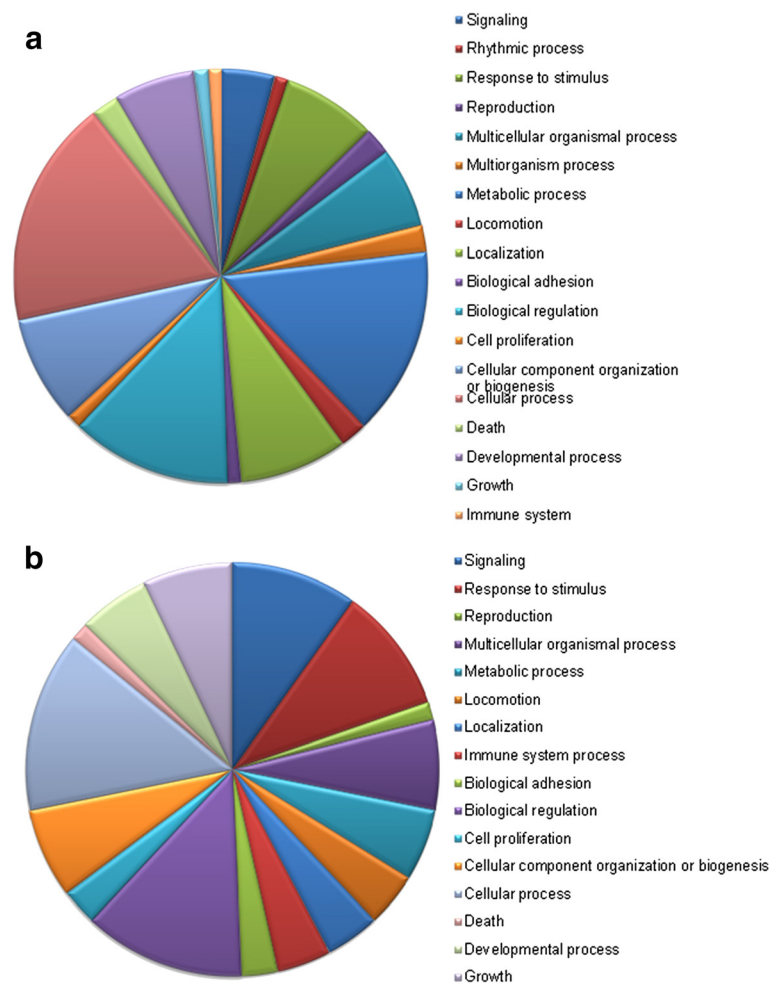 a
Signaling
Rhythmic process
Response to stimulus
Reproduction
Multicellular organismal process
Multiorganism process
Metabolic process
Locomotion
Localization
Biological adhesion
Biological regulation
Cell proliferation
Cellular component organization
or biogenesis
Cellular process
Death
Developmental process
Growth
Immune system
b
Signaling
Response to stimulus
Reproduction
Multicellular organismal process
Metabolic process
Locomotion
Localization
Immune system process
Biological adhesion
Biological regulation
Cell proliferation
Cellular component organization or biogenesis
Cellular process
Death
Developmental process
Growth